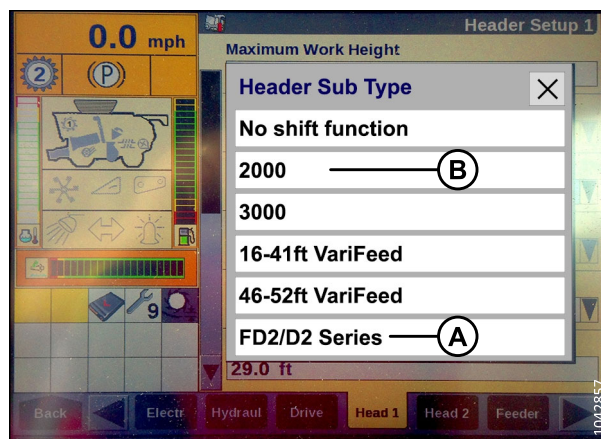 0.0 mph
Header Setup 1
2
(P)
Maximum Work Height
Header Sub Type
No shift function
2000
B
3000
16-41ft VariFeed
46-52ft VariFeed
FD2/D2 Series
A
9
29.0 ft
Back
Electr
Hydraul
Drive
Head 1
Head 2
Feeder
1042857